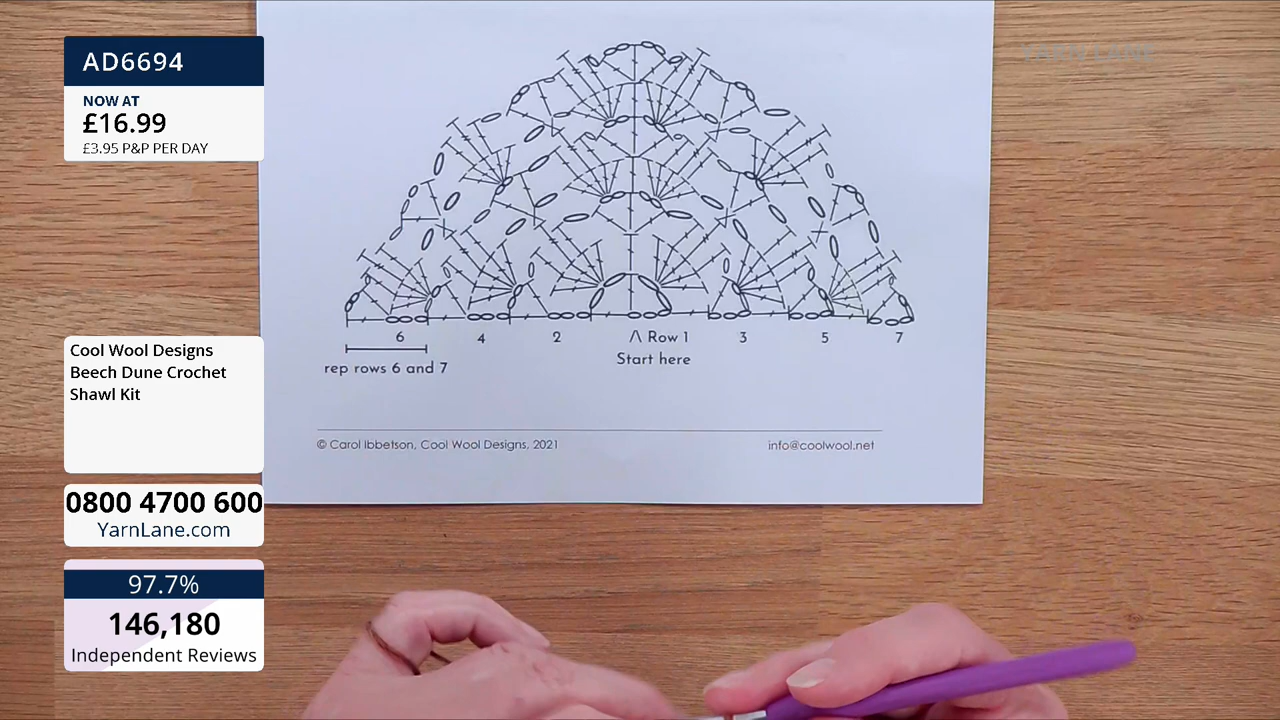 AD6694
NOW AT
£16.99
£3.95 P&P PER DAY
YARN LANE
Cool Wool Designs
Beech Dune Crochet
Shawl Kit
0800 4700 600
YarnLane.com
97.7%
146,180
Independent Reviews
6 4 2 /\ Row 1 3 5 7
Start here
rep rows 6 and 7
© Carol Ibbetson, Cool Wool Designs, 2021 info@coolwool.net